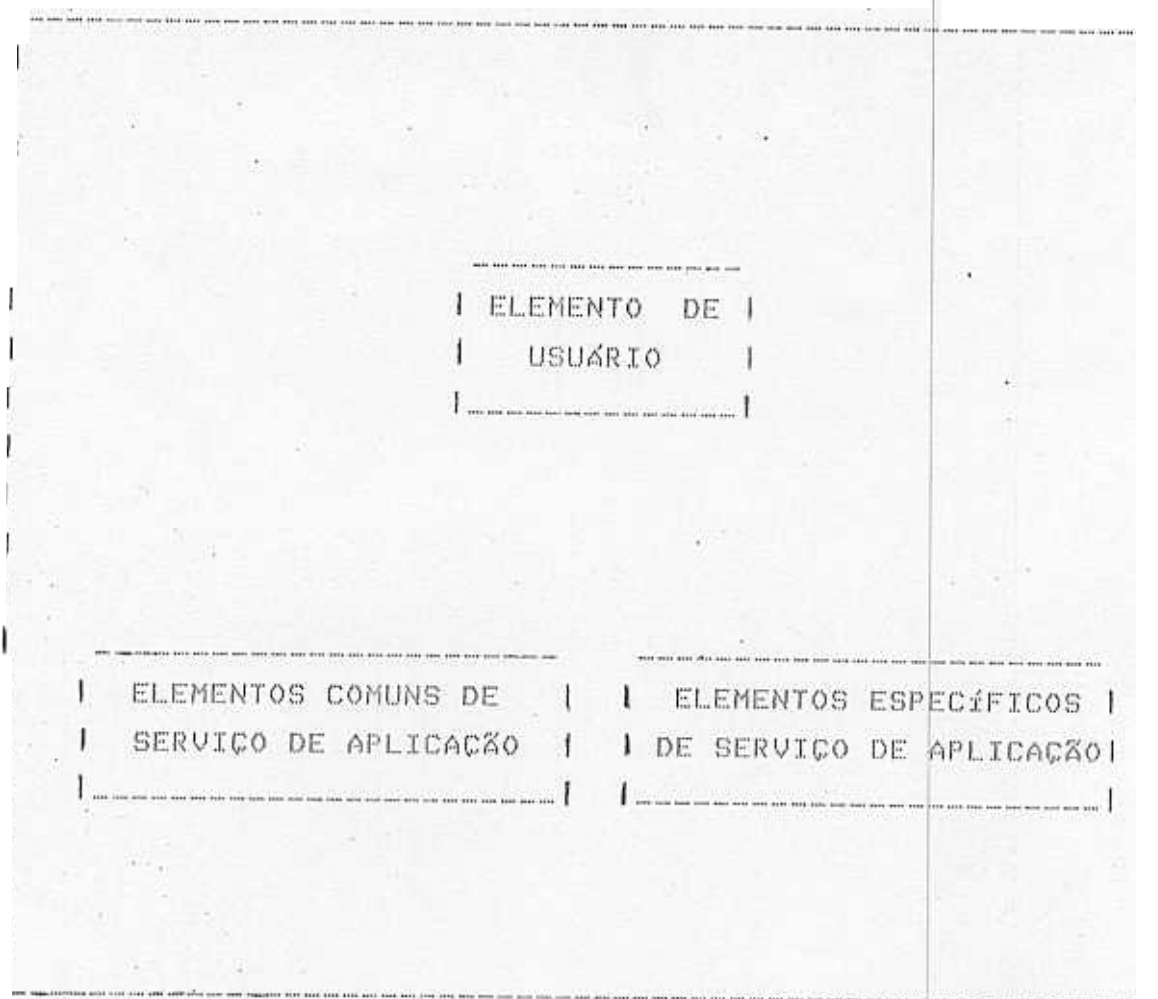 ELEMENTO DE
USUÁRIO
ELEMENTOS COMUNS DE
SERVIÇO DE APLICAÇÃO
ELEMENTOS ESPECÍFICOS
DE SERVIÇO DE APLICAÇÃO